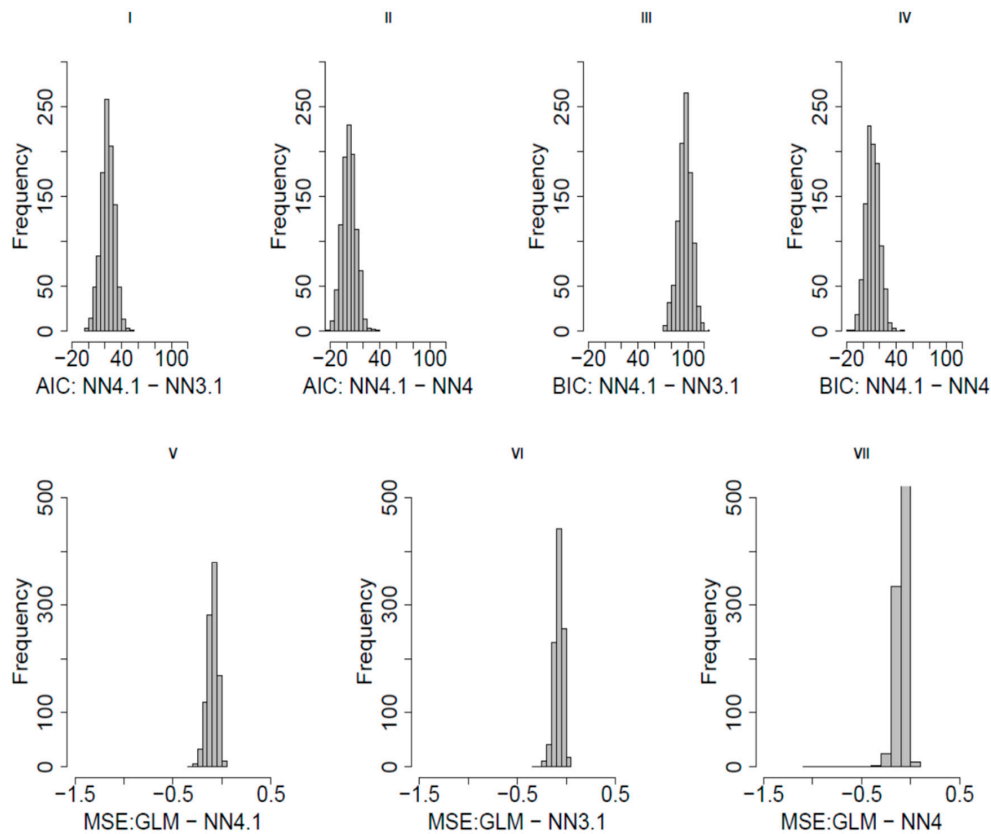 I II III IV
Frequency Frequency Frequency Frequency
250 250 250 250
150 150 150 150
50 50 50 50
0 0 0 0
−20 40 100 −20 40 100 −20 40 100 −20 40 100
AIC: NN4.1 − NN3.1 AIC: NN4.1 − NN4 BIC: NN4.1 − NN3.1 BIC: NN4.1 − NN4
V VI VII
Frequency Frequency Frequency
500 500 500
300 300 300
100 100 100
0 0 0
−1.5 −0.5 0.5 −1.5 −0.5 0.5 −1.5 −0.5 0.5
MSE:GLM − NN4.1 MSE:GLM − NN3.1 MSE:GLM − NN4